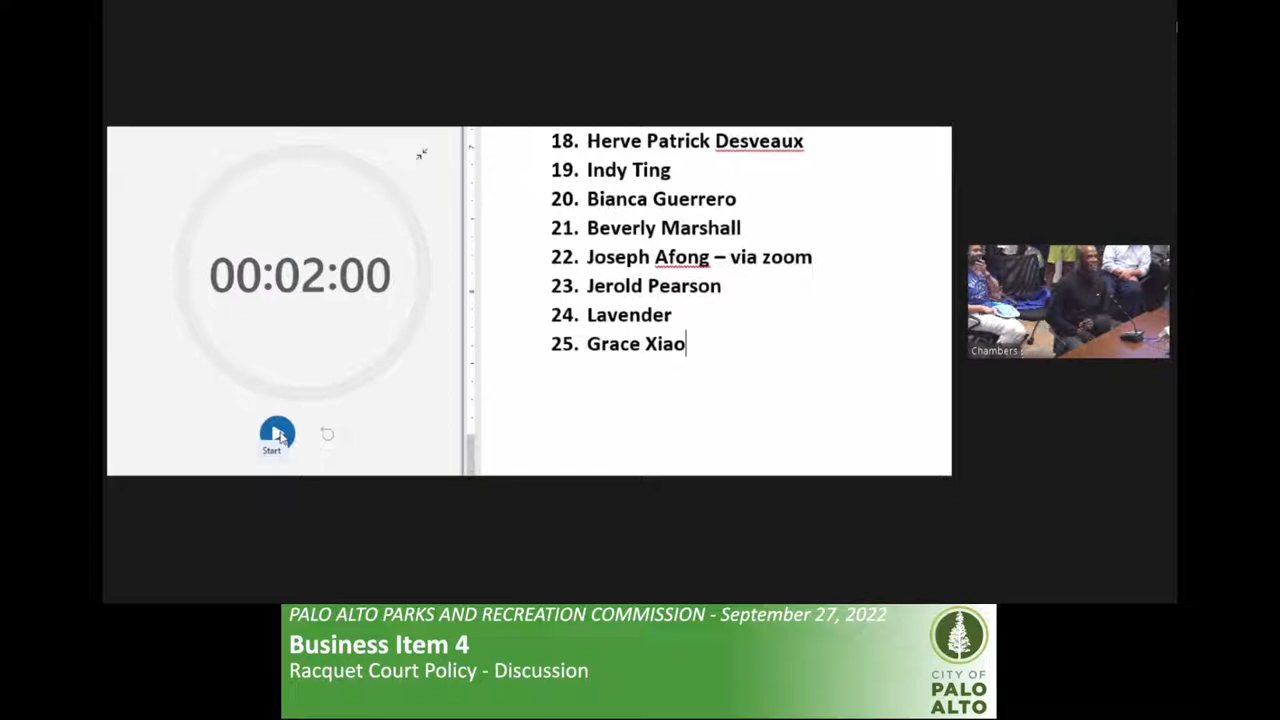 00:02:00
Start
18. Herve Patrick Desveaux
19. Indy Ting
20. Bianca Guerrero
21. Beverly Marshall
22. Joseph Afong – via zoom
23. Jerold Pearson
24. Lavender
25. Grace Xiao
Chambers
PALO ALTO PARKS AND RECREATION COMMISSION - September 27, 2022
Business Item 4
Racquet Court Policy - Discussion
CITY OF
PALO
ALTO